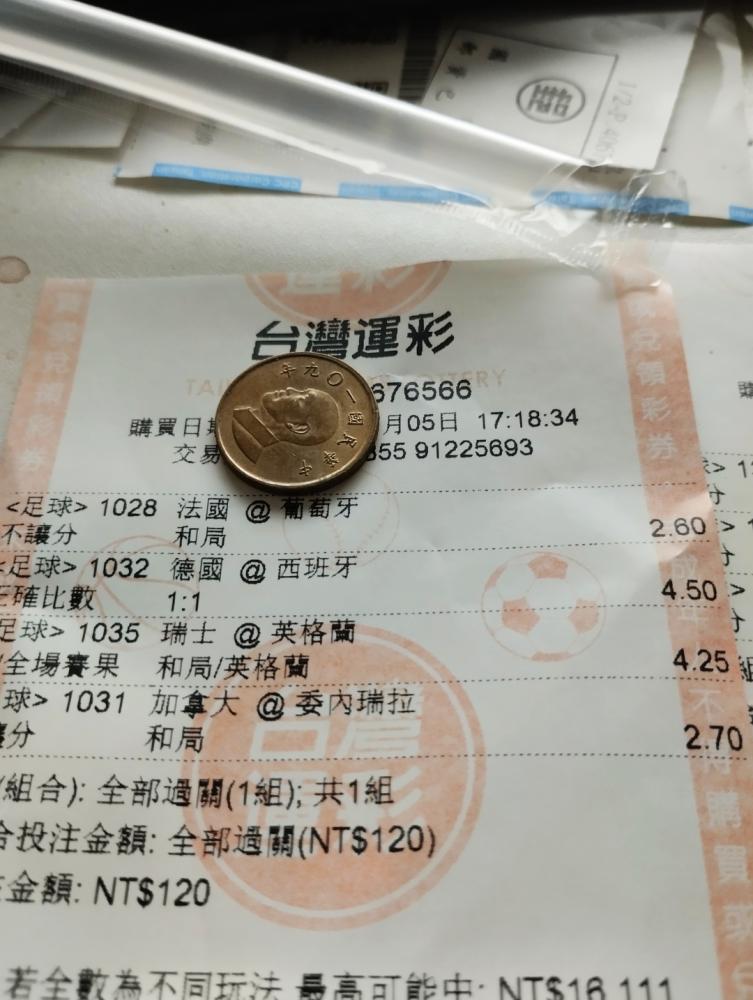 台灣運彩
676566
購買日 月05日 17:18:34
交易 355 91225693
<足球> 1028 法國 @ 葡萄牙
不讓分 和局 2.60
<足球> 1032 德國 @ 西班牙
正確比數 1:1 4.50
足球> 1035 瑞士 @ 英格蘭
/全場賽果 和局/英格蘭 4.25
球> 1031 加拿大 @ 委內瑞拉
讓分 和局 2.70
(組合): 全部過關(1組); 共1組
合投注金額: 全部過關(NT$120)
金額: NT$120
若全數為不同玩法 最高可能中: NT$16,111
中華民國一〇九年